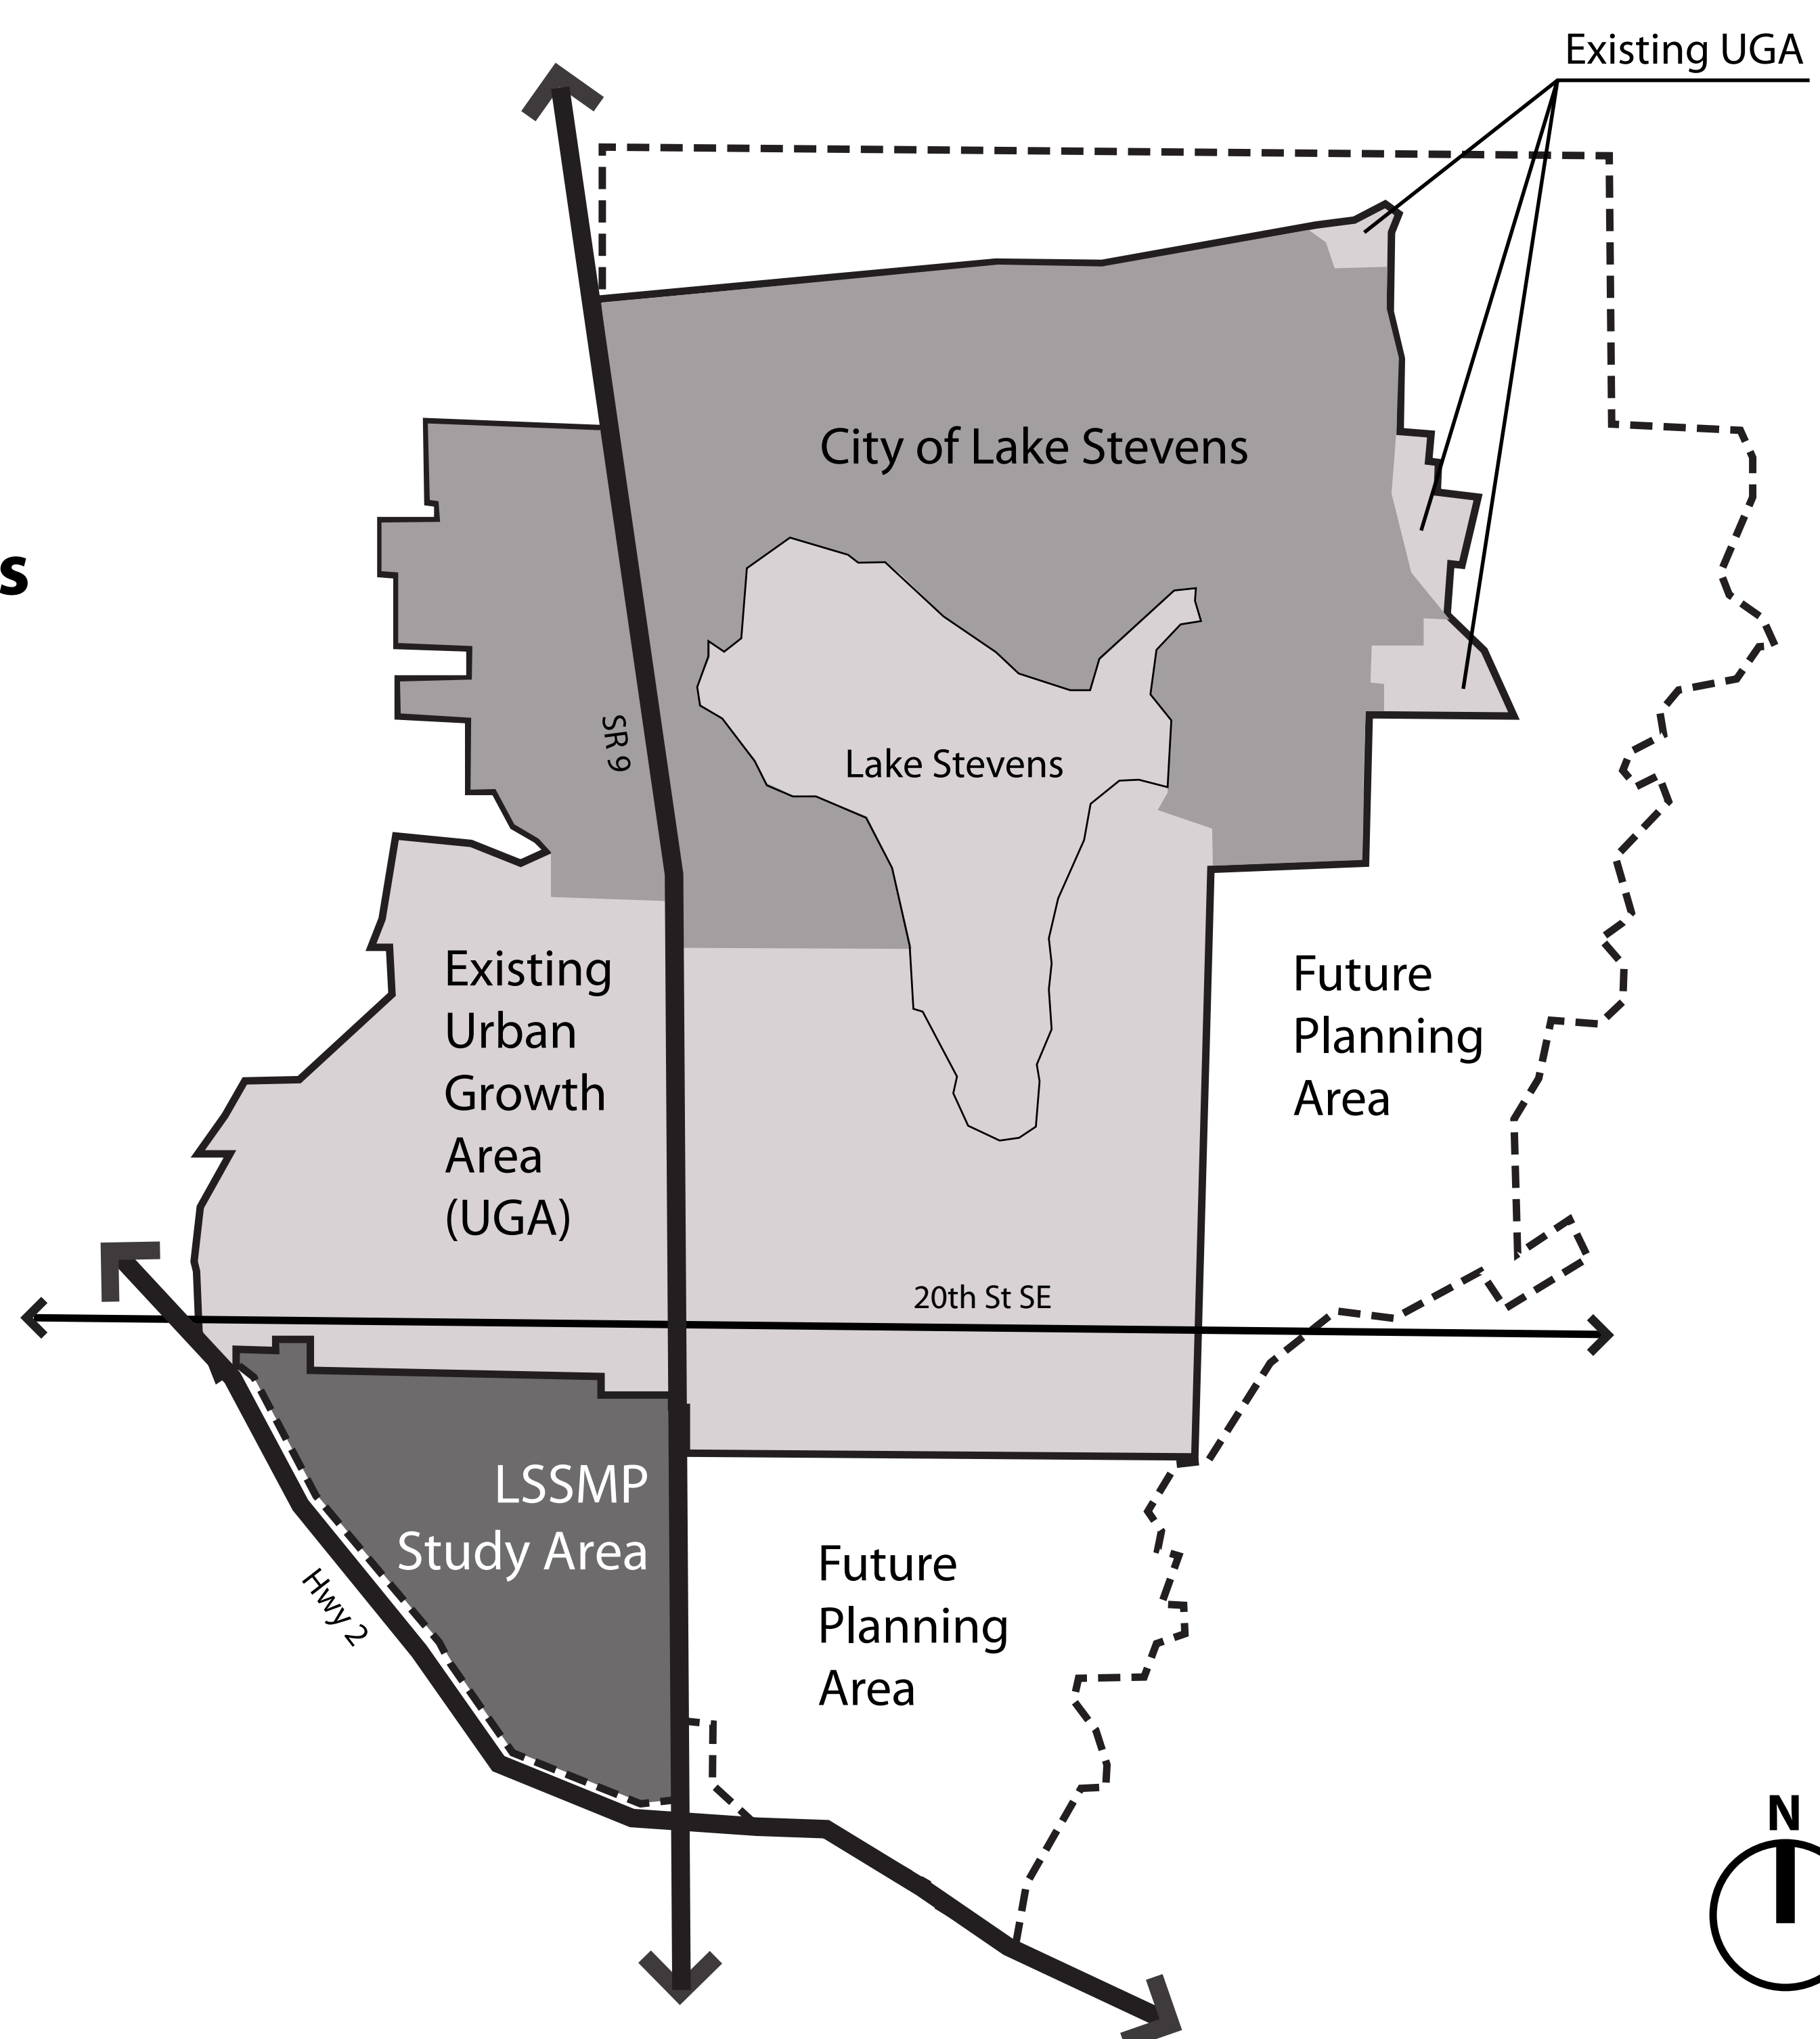 Existing UGA
City of Lake Stevens
s
SR 9
Lake Stevens
Existing
Urban
Growth
Area
(UGA)
Future
Planning
Area
20th St SE
LSSMP
Study Area
Hwy 2
Future
Planning
Area
N